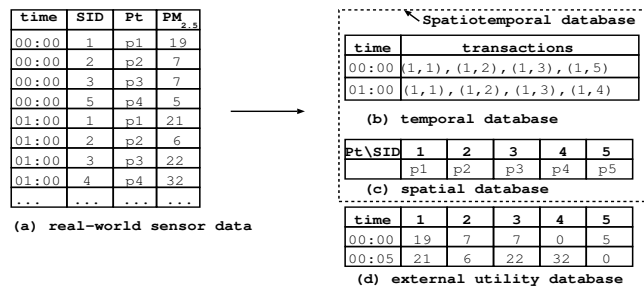 time SID Pt PM2.5
00:00 1 p1 19
00:00 2 p2 7
00:00 3 p3 7
00:00 5 p4 5
01:00 1 p1 21
01:00 2 p2 6
01:00 3 p3 22
01:00 4 p4 32
... ... ... ...
(a) real-world sensor data
Spatiotemporal database
time transactions
00:00 (1,1),(1,2),(1,3),(1,5)
01:00 (1,1),(1,2),(1,3),(1,4)
(b) temporal database
Pt\SID 1 2 3 4 5
p1 p2 p3 p4 p5
(c) spatial database
time 1 2 3 4 5
00:00 19 7 7 0 5
00:05 21 6 22 32 0
(d) external utility database